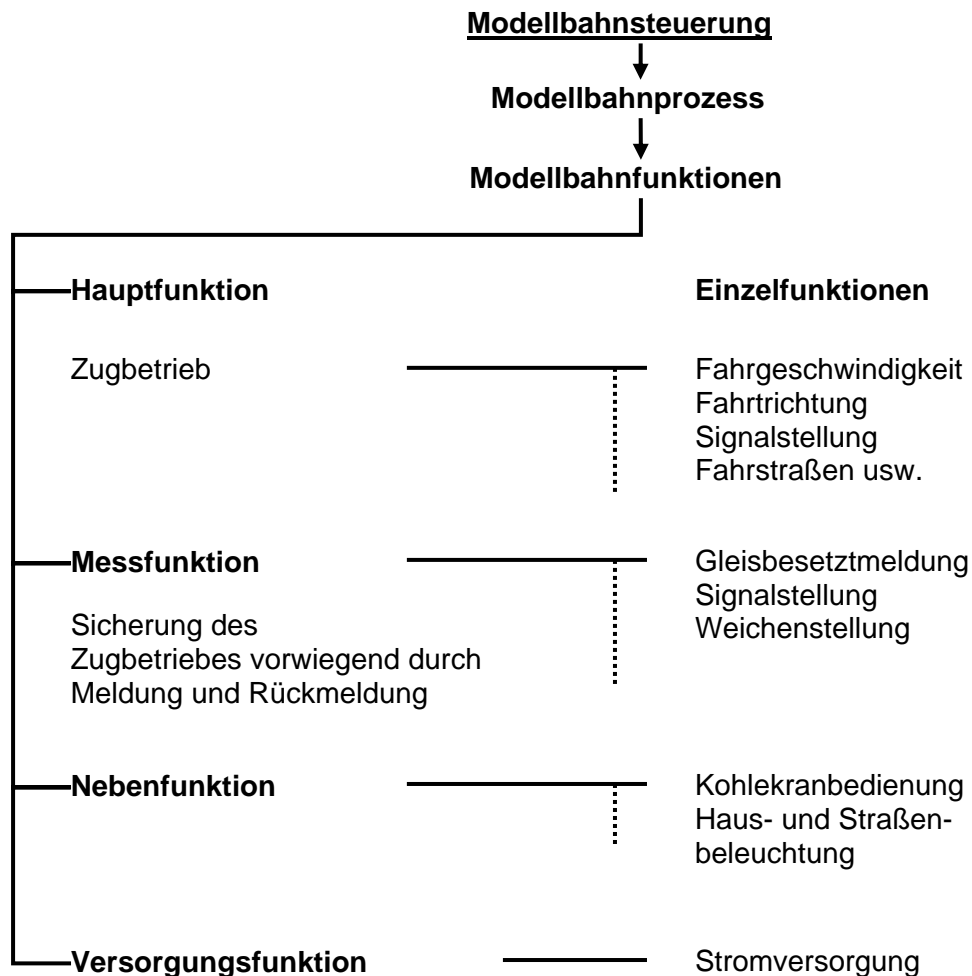 Modellbahnsteuerung
Modellbahnprozess
Modellbahnfunktionen
Hauptfunktion
Einzelfunktionen
Zugbetrieb
Fahrgeschwindigkeit
Fahrtrichtung
Signalstellung
Fahrstraßen usw.
Messfunktion
Sicherung des
Zugbetriebes vorwiegend durch
Meldung und Rückmeldung
Gleisbesetztmeldung
Signalstellung
Weichenstellung
Nebenfunktion
Kohlekranbedienung
Haus- und Straßen-
beleuchtung
Versorgungsfunktion
Stromversorgung